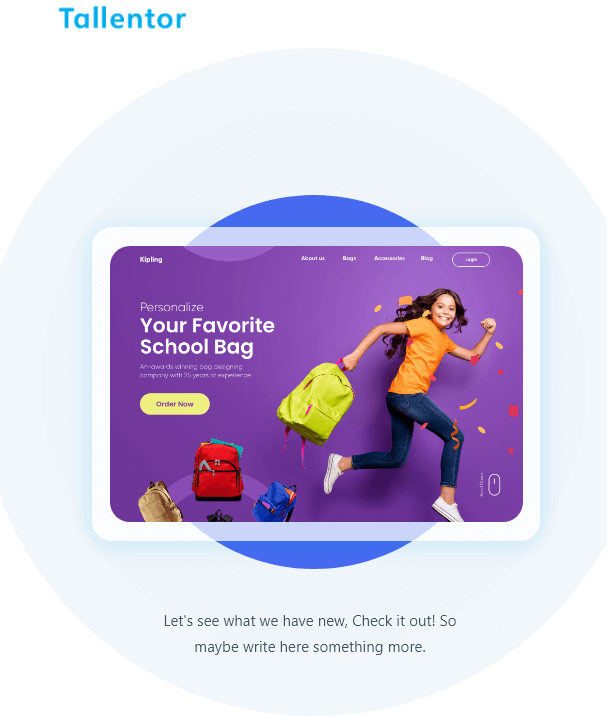 Tallentor
Kipling
About us
Bags
Accessories
Blog
Login
Personalize
Your Favorite
School Bag
An-awards winning bag designing
company with 25 years of experience.
Order Now
Let's see what we have new, Check it out! So
maybe write here something more.